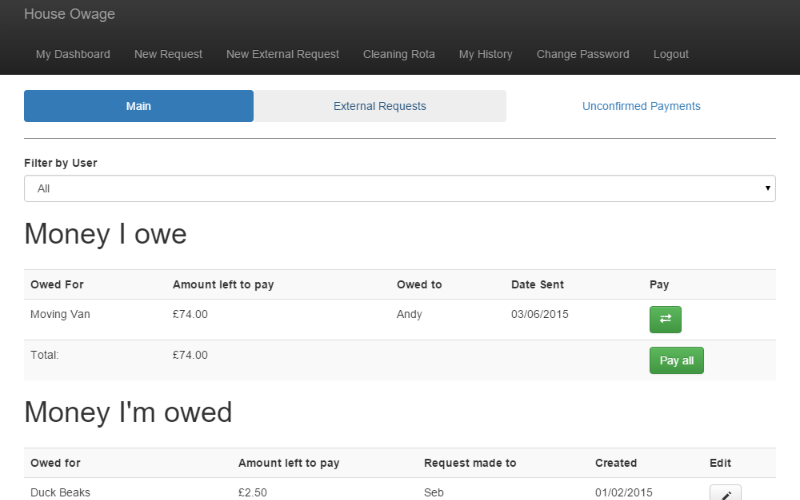 House Owage
My Dashboard New Request New External Request Cleaning Rota My History Change Password Logout
Main External Requests Unconfirmed Payments
Filter by User
All
Money I owe
Owed For Amount left to pay Owed to Date Sent Pay
Moving Van £74.00 Andy 03/06/2015
Total: £74.00 Pay all
Money I'm owed
Owed for Amount left to pay Request made to Created Edit
Duck Beaks £2.50 Seb 01/02/2015